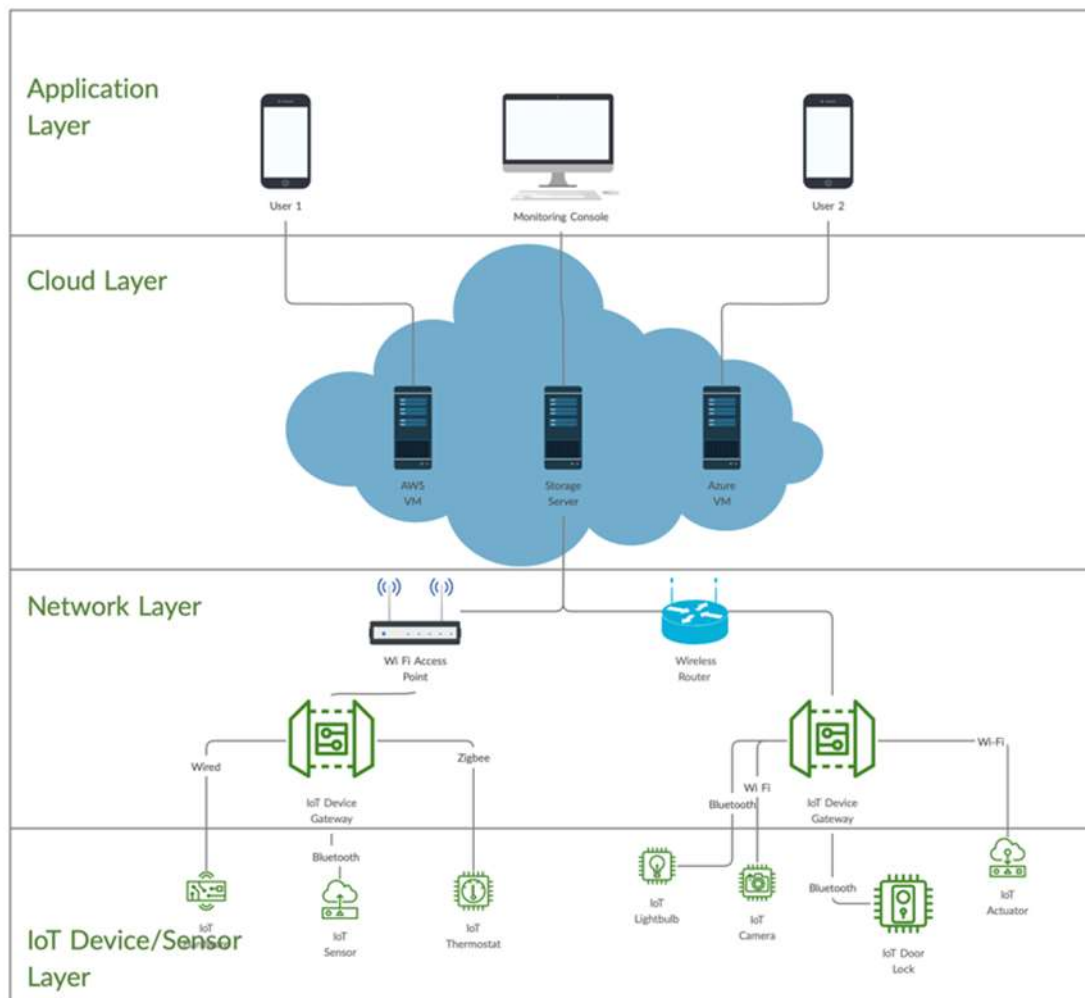 Application
Layer
User 1
Monitoring Console
User 2
Cloud Layer
AWS
VM
Storage
Server
Azure
VM
Network Layer
Wi Fi Access
Point
Wireless
Router
Wired
Zigbee
Wi-Fi
Wi Fi
Bluetooth
IoT Device
Gateway
IoT Device
Gateway
Bluetooth
Bluetooth
IoT
IoT
Sensor
IoT
Thermostat
IoT
Lightbulb
IoT
Camera
IoT Door
Lock
IoT
Actuator
IoT Device/Sensor
Layer